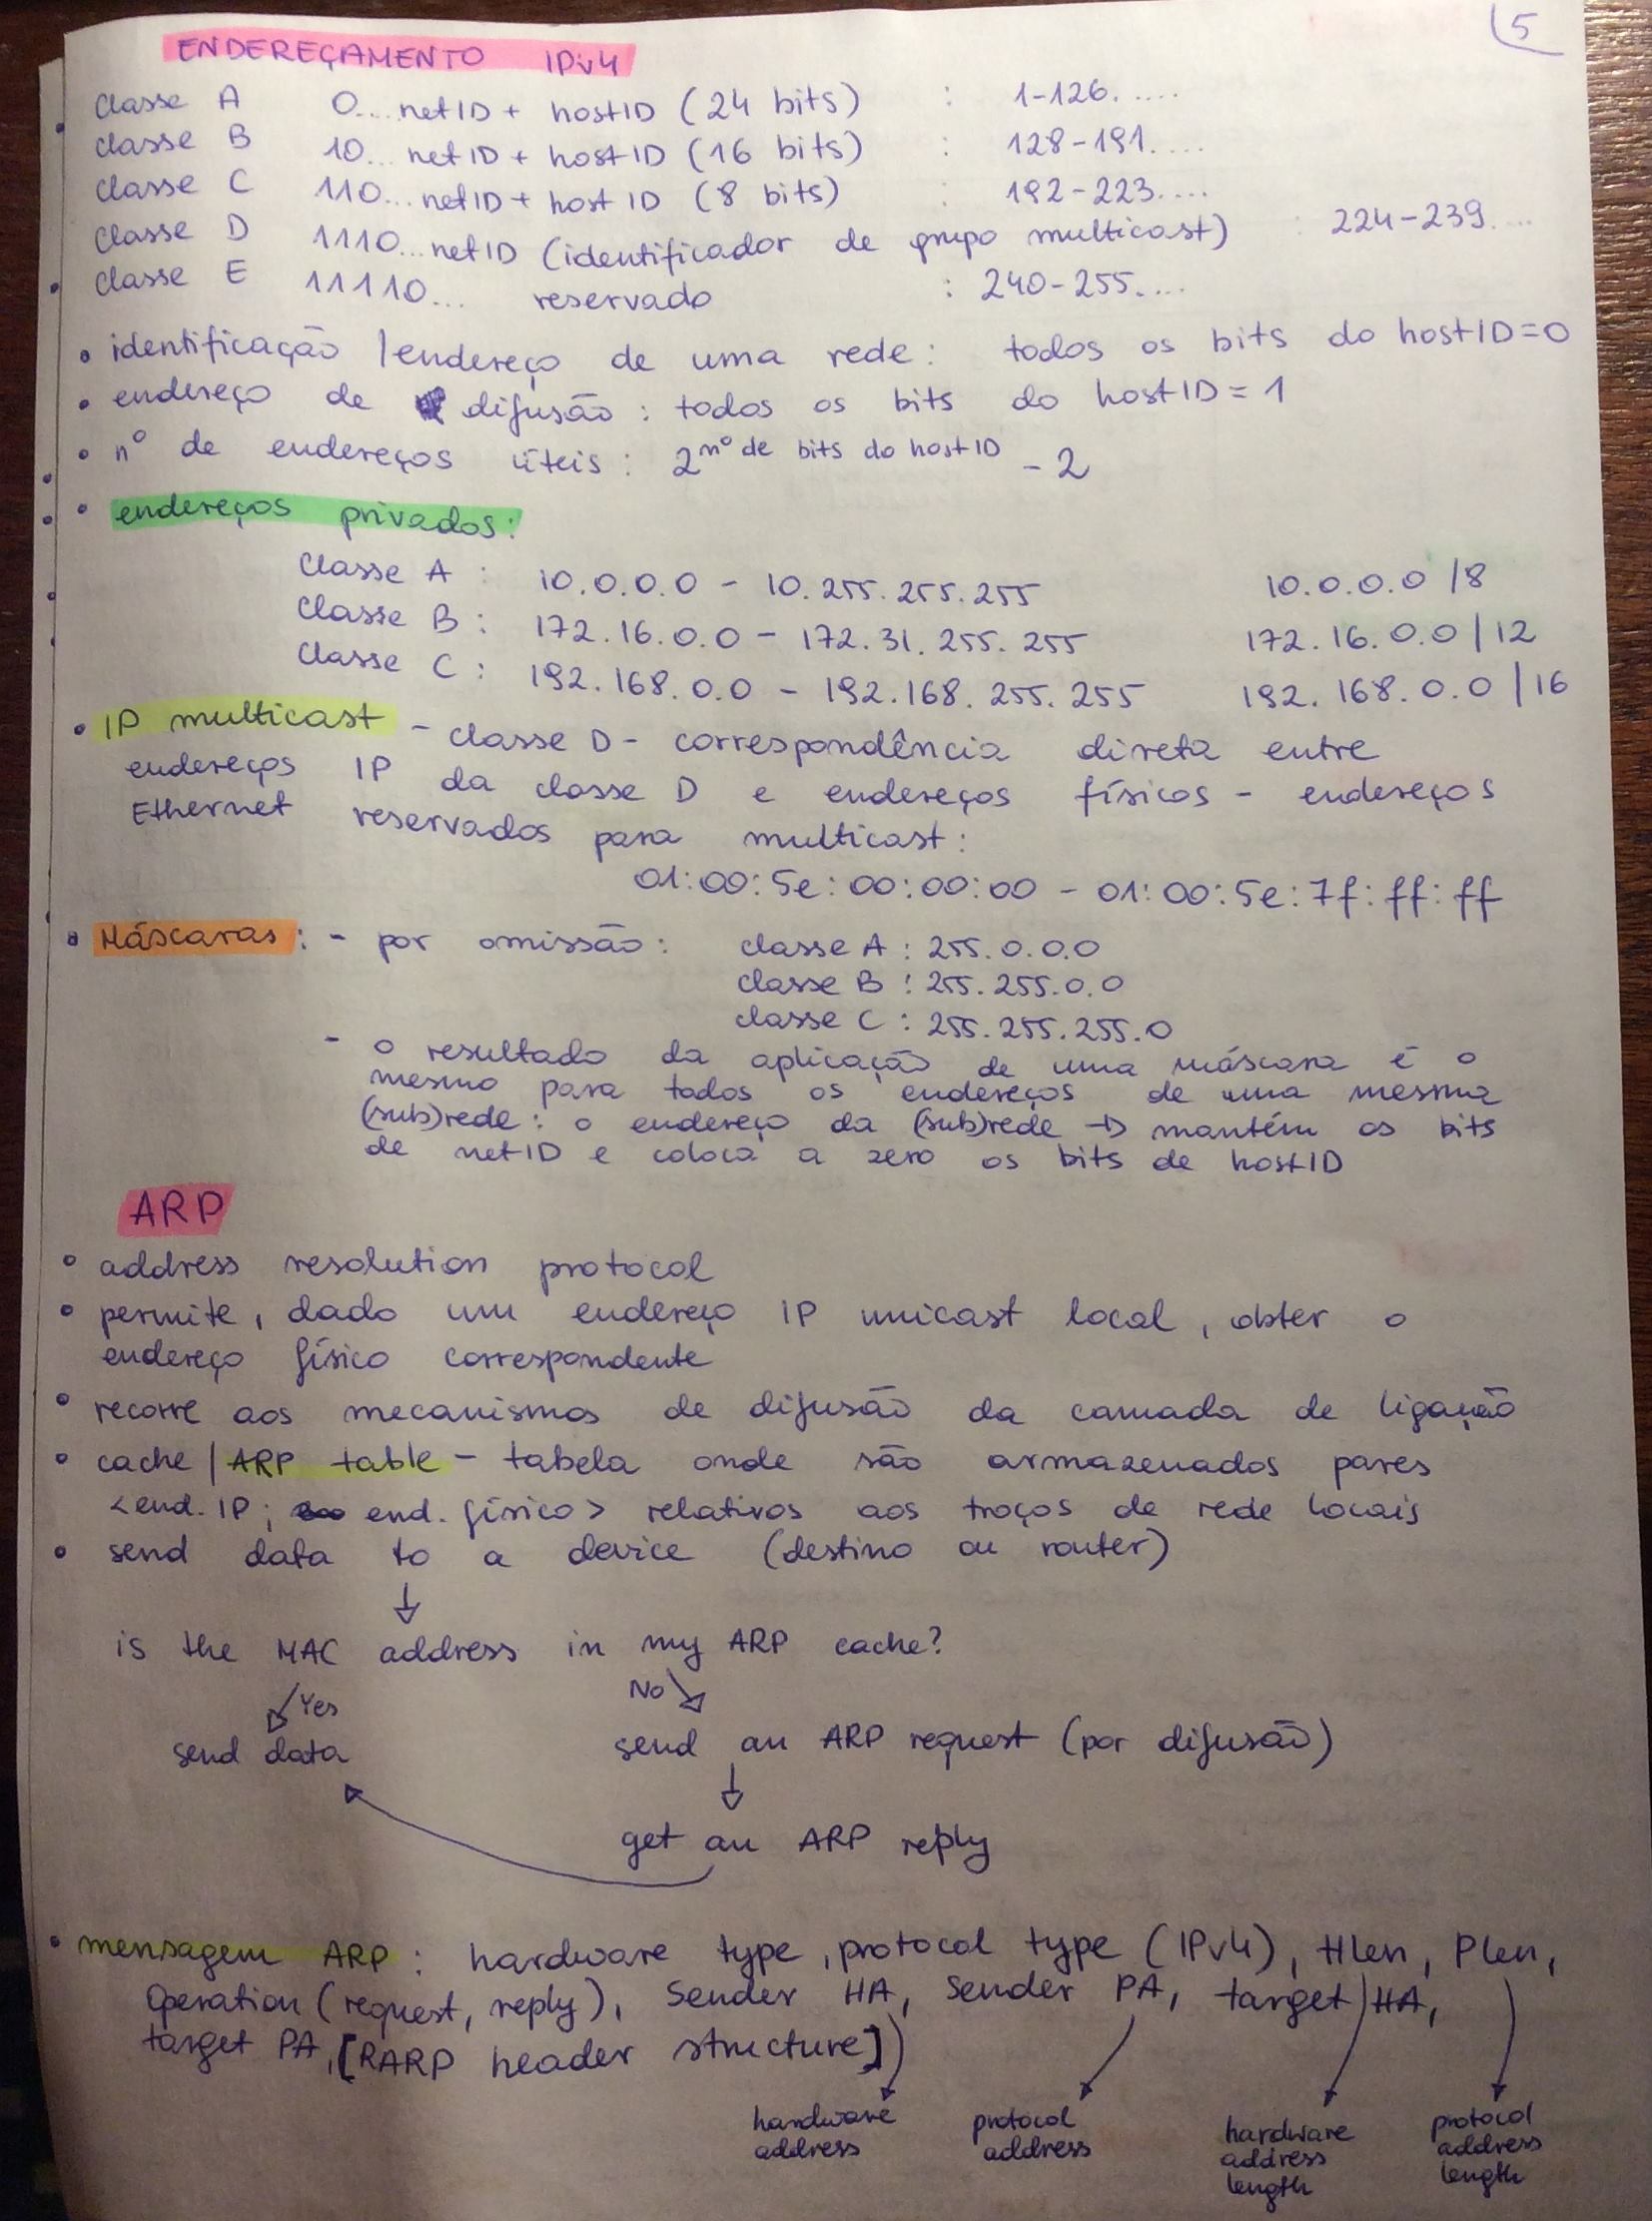 5
ENDEREÇAMENTO IPv4
Classe A 0... netID + hostID (24 bits) : 1-126. ....
Classe B 10... netID + hostID (16 bits) : 128-191. ....
Classe C 110... netID + host ID (8 bits) : 192-223. ....
Classe D 1110... netID (identificador de grupo multicast) : 224-239. ...
Classe E 11110... reservado : 240-255. ...
• identificação / endereço de uma rede: todos os bits do hostID=0
• endereço de difusão: todos os bits do hostID = 1
• nº de endereços úteis: 2^nº de bits do hostID - 2
• endereços privados:
Classe A : 10.0.0.0 - 10.255.255.255 10.0.0.0 /8
Classe B : 172.16.0.0 - 172.31.255.255 172.16.0.0 /12
Classe C : 192.168.0.0 - 192.168.255.255 192.168.0.0 /16
• IP multicast - classe D - correspondência direta entre
endereços IP da classe D e endereços físicos - endereços
Ethernet reservados para multicast:
01:00:5e:00:00:00 - 01:00:5e:7f:ff:ff
• Máscaras: - por omissão: classe A : 255.0.0.0
classe B : 255.255.0.0
classe C : 255.255.255.0
- o resultado da aplicação de uma máscara é o
mesmo para todos os endereços de uma mesma
(sub)rede: o endereço da (sub)rede → mantém os bits
de netID e coloca a zero os bits de hostID
ARP
• address resolution protocol
• permite, dado um endereço IP unicast local, obter o
endereço físico correspondente
• recorre aos mecanismos de difusão da camada de ligação
• cache / ARP table - tabela onde são armazenados pares
<end. IP; end. físico> relativos aos troços de rede locais
• send data to a device (destino ou router)
↓
is the MAC address in my ARP cache?
Yes No
send data send an ARP request (por difusão)
↓
get an ARP reply
• mensagem ARP: hardware type, protocol type (IPv4), HLen, PLen,
Operation (request, reply), Sender HA, Sender PA, target HA,
target PA, [RARP header structure]
hardware address
protocol address
hardware address length
protocol address length